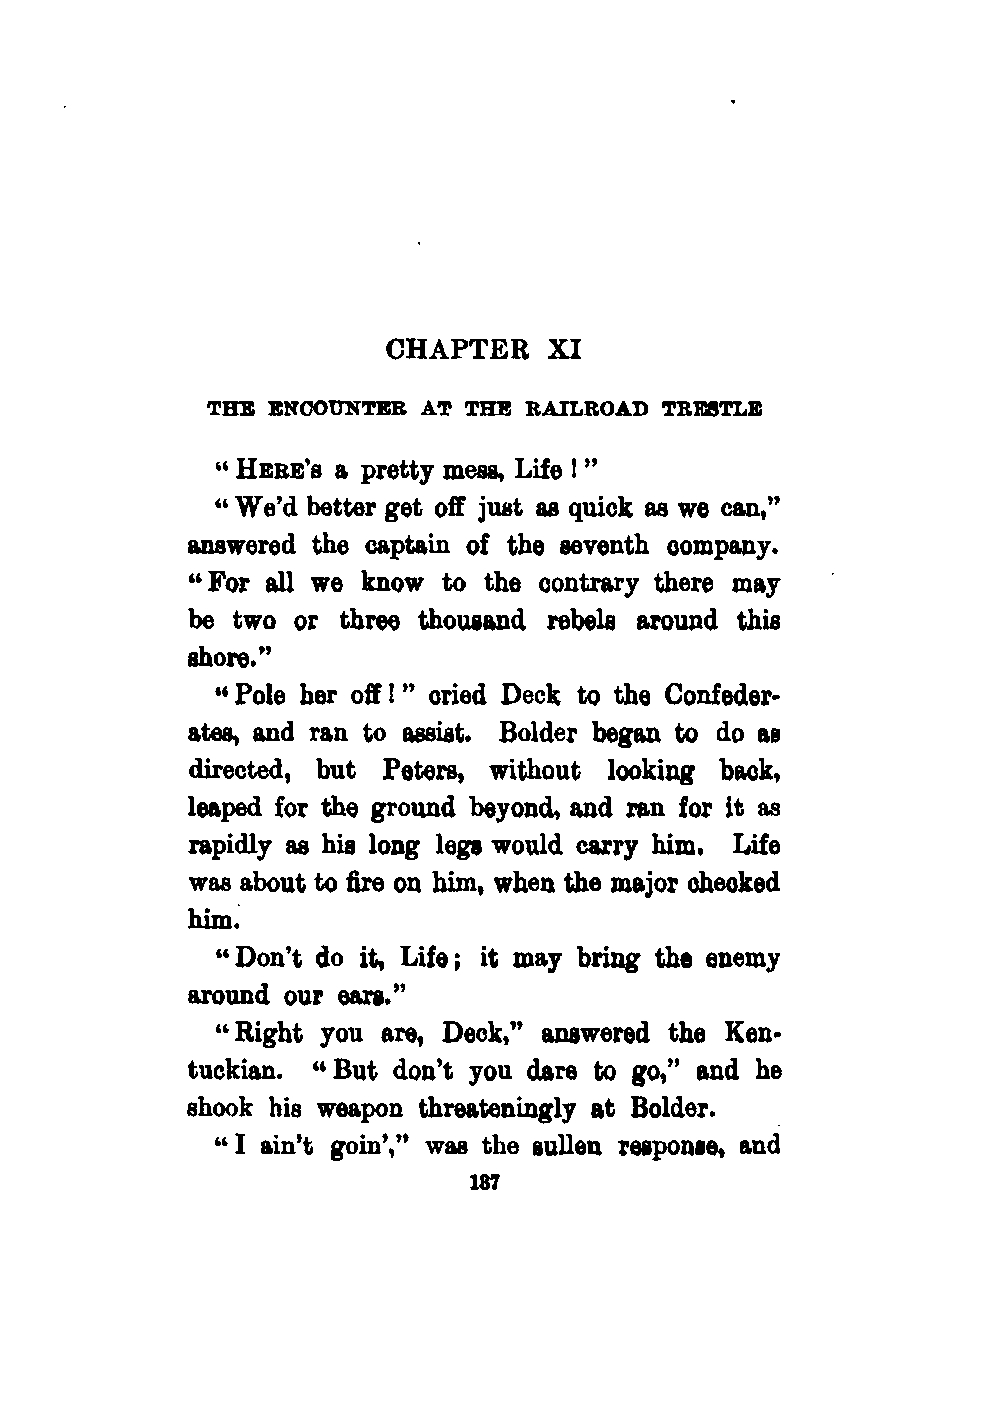 CHAPTER XI
THE ENCOUNTER AT THE RAILROAD TRESTLE
“HERE’s a pretty mess, Life!”
“We’d better get off just as quick as we can,”
answered the captain of the seventh company.
“For all we know to the contrary there may
be two or three thousand rebels around this
shore.”
“Pole her off!” cried Deck to the Confeder-
ates, and ran to assist. Bolder began to do as
directed, but Peters, without looking back,
leaped for the ground beyond, and ran for it as
rapidly as his long legs would carry him. Life
was about to fire on him, when the major checked
him.
“Don’t do it, Life; it may bring the enemy
around our ears.”
“Right you are, Deck,” answered the Ken-
tuckian. “But don’t you dare to go,” and he
shook his weapon threateningly at Bolder.
“I ain’t goin’,” was the sullen response, and
187